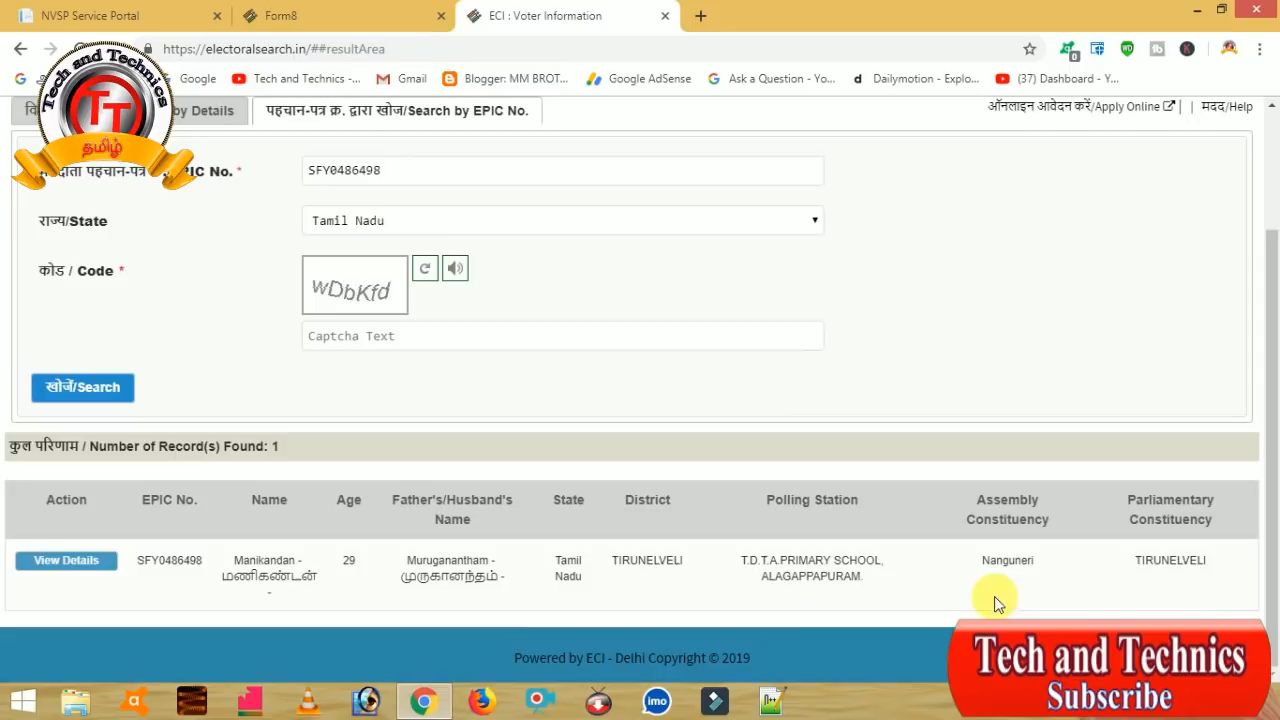 NVSP Service Portal
Form8
ECI : Voter Information
https://electoralsearch.in/##resultArea
Google
Tech and Technics -...
Gmail
Blogger: MM BROT...
Google AdSense
Ask a Question - Yo...
Dailymotion - Explo...
(37) Dashboard - Y...
Tech and Technics
TT
தமிழ்
by Details
पहचान-पत्र क्र. द्वारा खोज/Search by EPIC No.
ऑनलाइन आवेदन करें/Apply Online | | मदद/Help
पहचान-पत्र
PIC No. *
SFY0486498
राज्य/State
Tamil Nadu
कोड / Code *
wDbKfd
Captcha Text
खोजें/Search
कुल परिणाम / Number of Record(s) Found: 1
Action EPIC No. Name Age Father's/Husband's Name State District Polling Station Assembly Constituency Parliamentary Constituency
View Details SFY0486498 Manikandan - மணிகண்டன் - 29 Muruganantham - முருகானந்தம் - Tamil Nadu TIRUNELVELI T.D.T.A.PRIMARY SCHOOL, ALAGAPPAPURAM. Nanguneri TIRUNELVELI
Powered by ECI - Delhi Copyright © 2019
Tech and Technics
Subscribe
imo